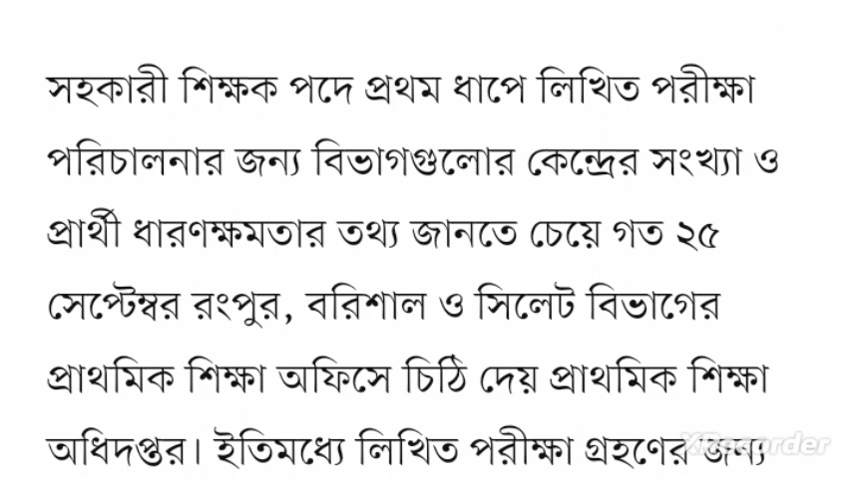 সহকারী শিক্ষক পদে প্রথম ধাপে লিখিত পরীক্ষা
পরিচালনার জন্য বিভাগগুলোর কেন্দ্রের সংখ্যা ও
প্রার্থী ধারণক্ষমতার তথ্য জানতে চেয়ে গত ২৫
সেপ্টেম্বর রংপুর, বরিশাল ও সিলেট বিভাগের
প্রাথমিক শিক্ষা অফিসে চিঠি দেয় প্রাথমিক শিক্ষা
অধিদপ্তর। ইতিমধ্যে লিখিত পরীক্ষা গ্রহণের জন্য
XRecorder